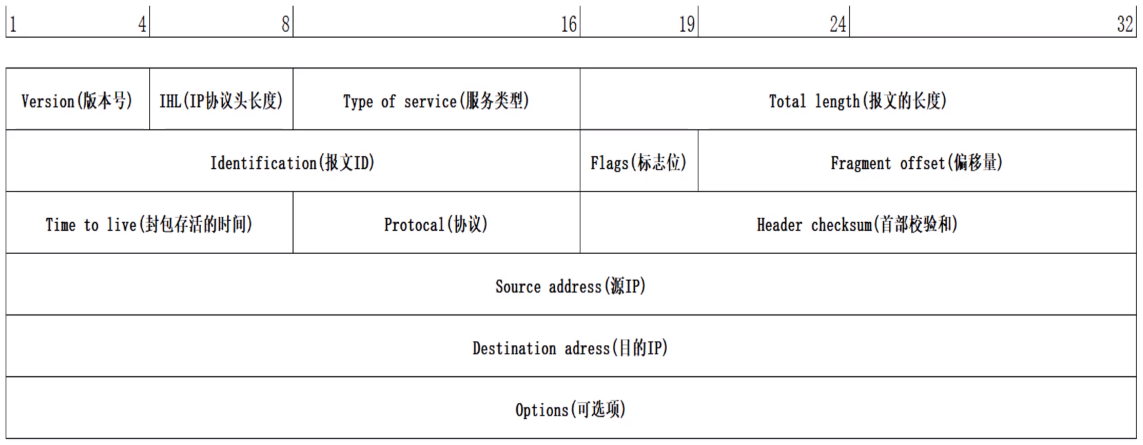 1 4 8 16 19 24 32
Version(版本号) IHL(IP协议头长度) Type of service(服务类型) Total length(报文的长度)
Identification(报文ID) Flags(标志位) Fragment offset(偏移量)
Time to live(封包存活的时间) Protocal(协议) Header checksum(首部校验和)
Source address(源IP)
Destination adress(目的IP)
Options(可选项)